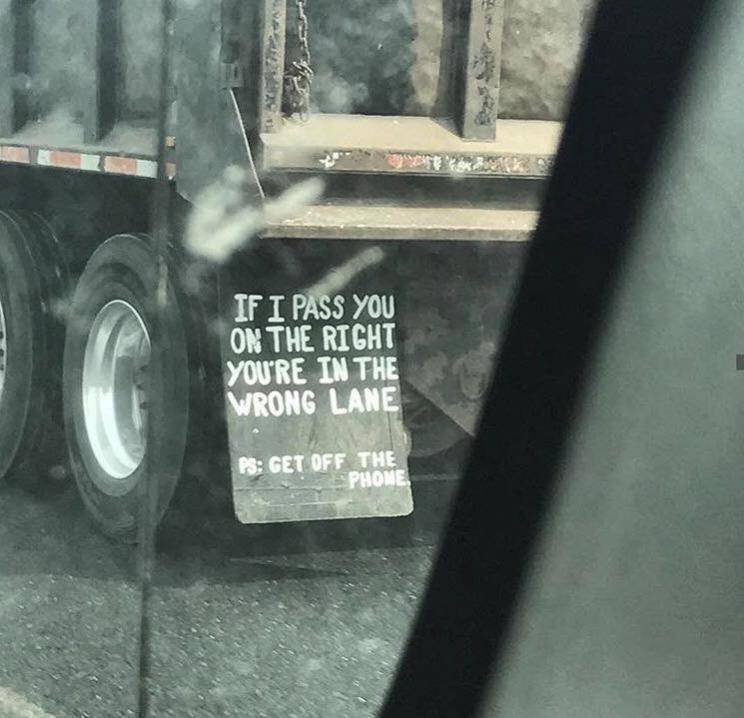 IF I PASS YOU
ON THE RIGHT
YOU'RE IN THE
WRONG LANE
PS: GET OFF THE
PHONE